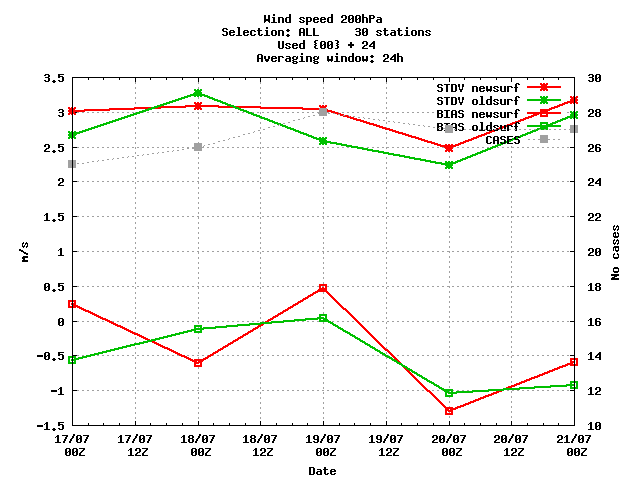 Wind speed 200hPa
Selection: ALL 30 stations
Used {00} + 24
Averaging window: 24h
3.5
3
2.5
2
1.5
1
0.5
0
-0.5
-1
-1.5
m/s
30
28
26
24
22
20
18
16
14
12
10
No cases
STDV newsurf
STDV oldsurf
BIAS newsurf
BIAS oldsurf
CASES
17/07 17/07 18/07 18/07 19/07 19/07 20/07 20/07 21/07
00Z 12Z 00Z 12Z 00Z 12Z 00Z 12Z 00Z
Date